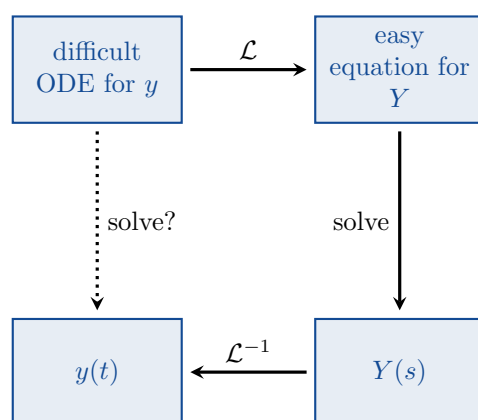 difficult
ODE for y
ℒ
easy
equation for
Y
solve?
solve
y(t)
ℒ⁻¹
Y(s)